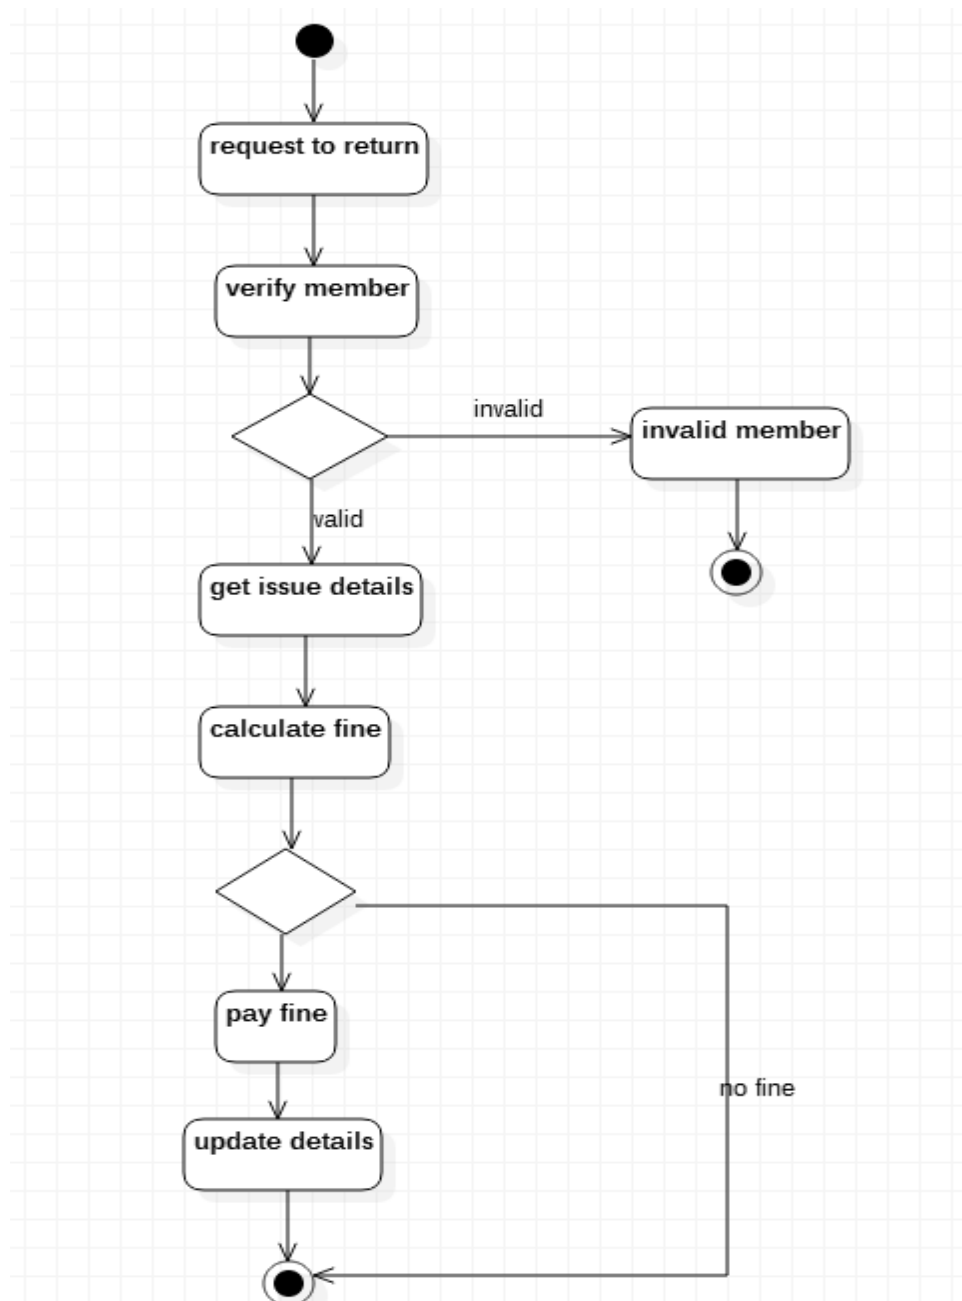 request to return
verify member
invalid
invalid member
valid
get issue details
calculate fine
pay fine
no fine
update details